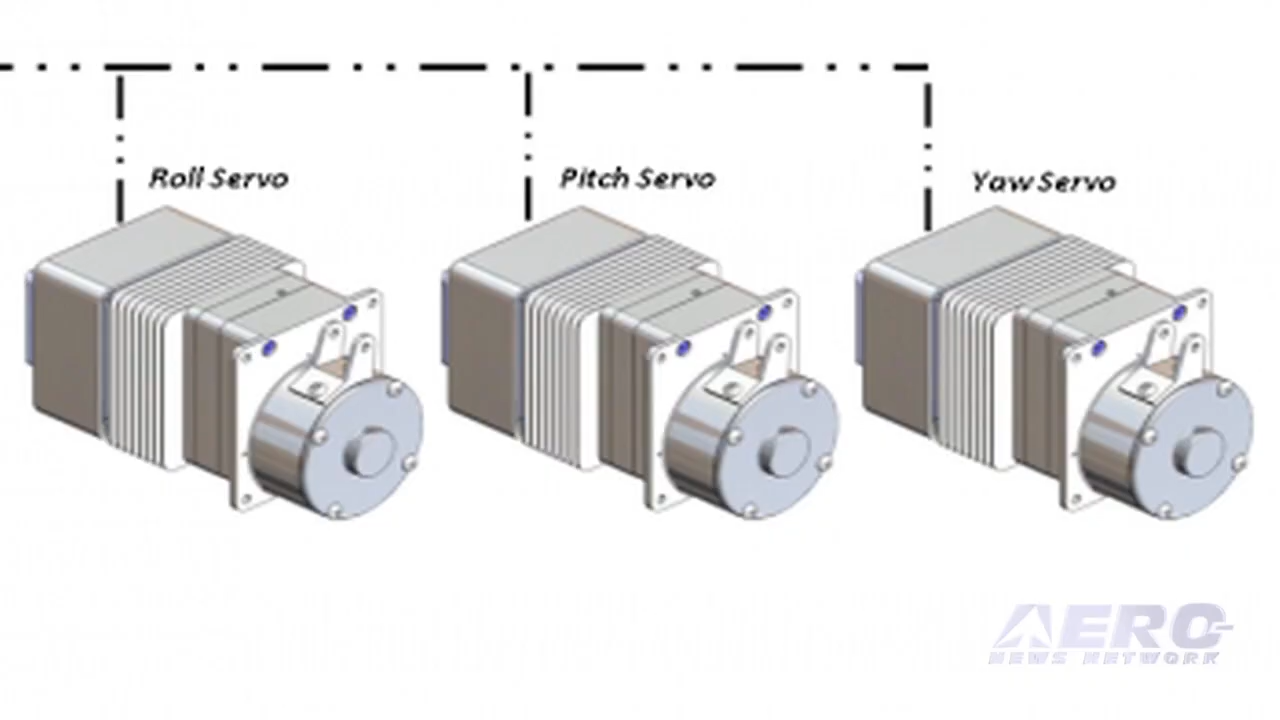 Roll Servo
Pitch Servo
Yaw Servo
AERO
NEWS NETWORK